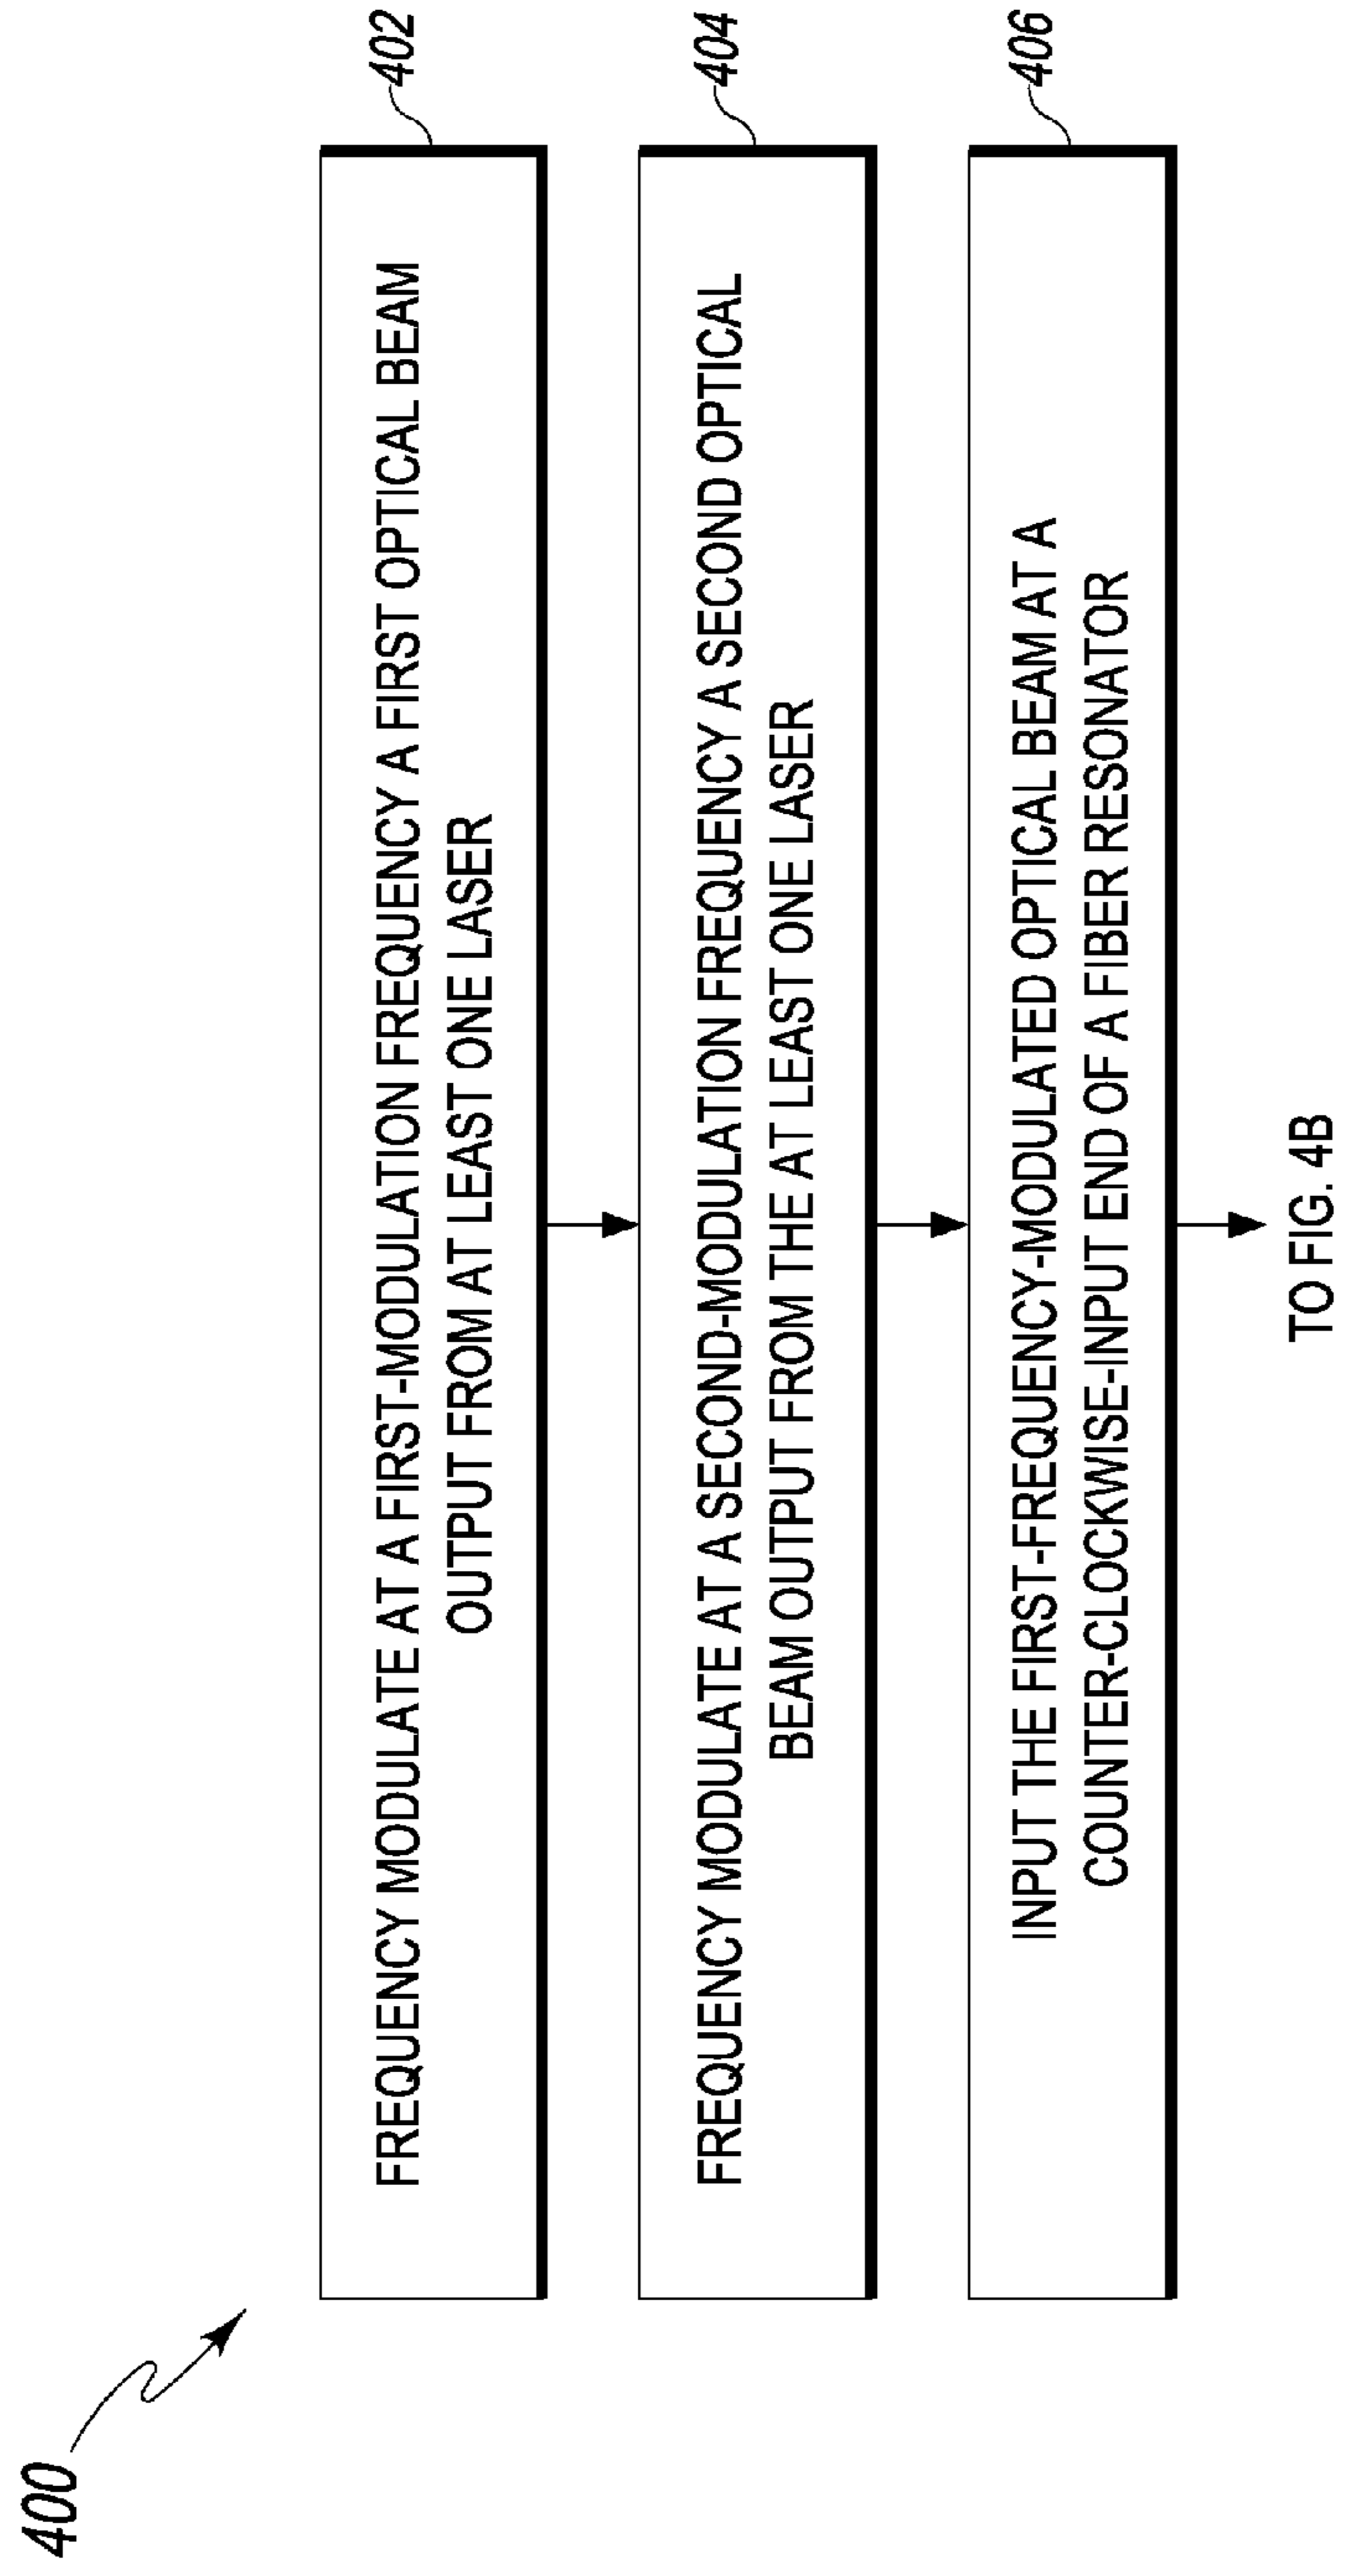 400
FREQUENCY MODULATE AT A FIRST-MODULATION FREQUENCY A FIRST OPTICAL BEAM
OUTPUT FROM AT LEAST ONE LASER
402
FREQUENCY MODULATE AT A SECOND-MODULATION FREQUENCY A SECOND OPTICAL
BEAM OUTPUT FROM THE AT LEAST ONE LASER
404
INPUT THE FIRST-FREQUENCY-MODULATED OPTICAL BEAM AT A
COUNTER-CLOCKWISE-INPUT END OF A FIBER RESONATOR
406
TO FIG. 4B